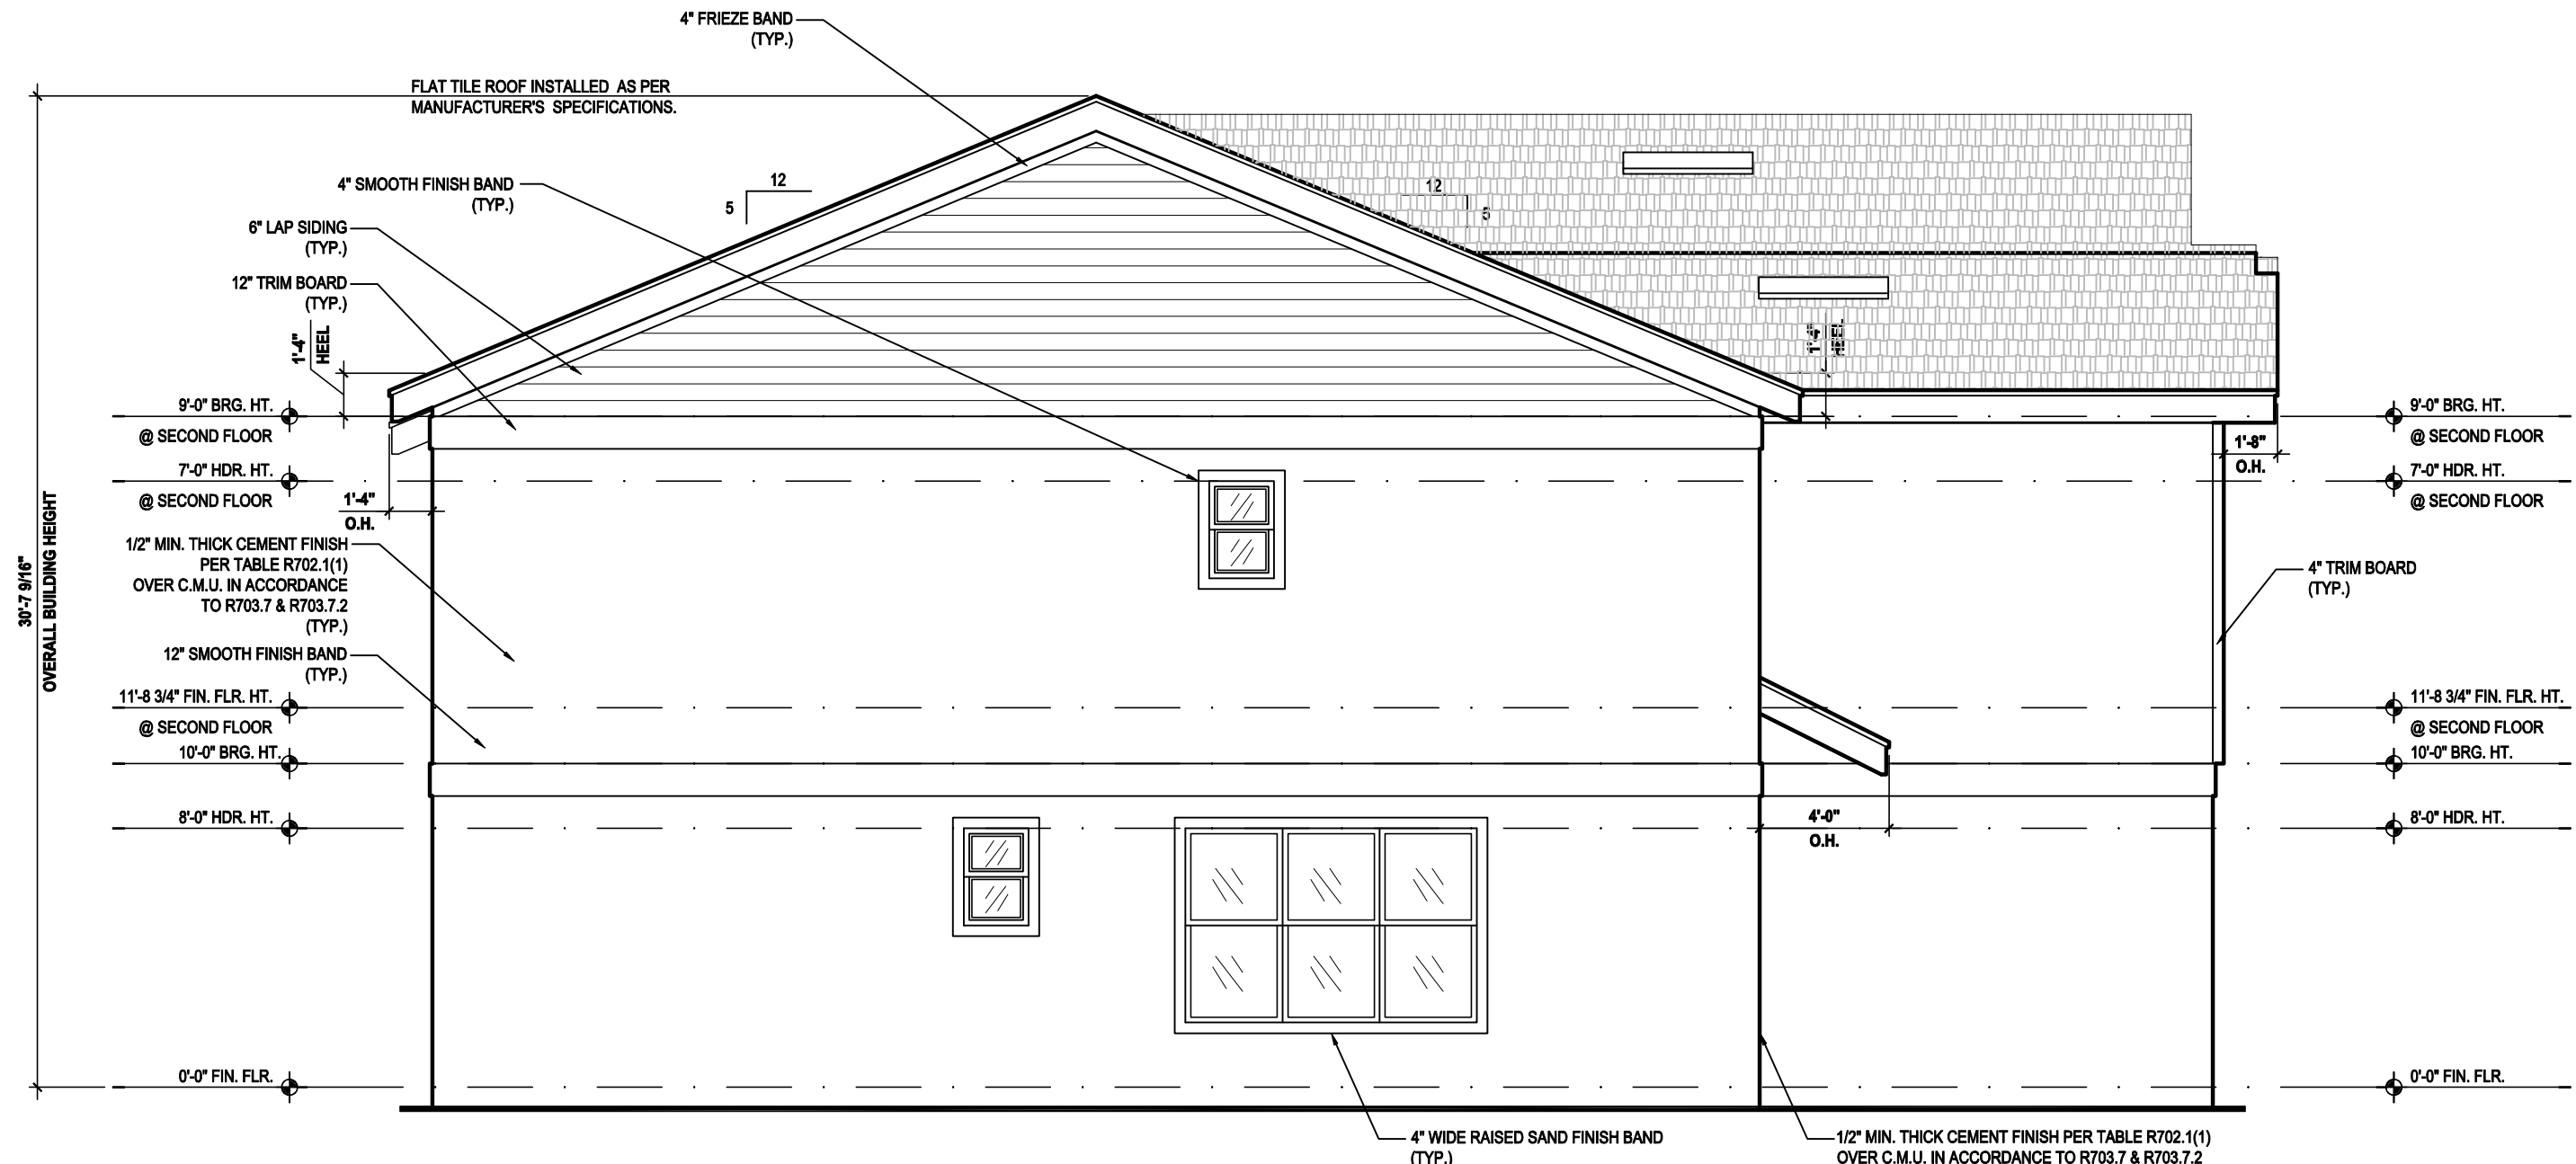 4" FRIEZE BAND
(TYP.)
FLAT TILE ROOF INSTALLED AS PER
MANUFACTURER'S SPECIFICATIONS.
4" SMOOTH FINISH BAND
(TYP.)
12
5
12
5
6" LAP SIDING
(TYP.)
12" TRIM BOARD
(TYP.)
1'-4"
HEEL
1'-4"
HEEL
9'-0" BRG. HT.
@ SECOND FLOOR
9'-0" BRG. HT.
@ SECOND FLOOR
7'-0" HDR. HT.
@ SECOND FLOOR
1'-8"
O.H.
7'-0" HDR. HT.
@ SECOND FLOOR
1'-4"
O.H.
30'-7 9/16"
OVERALL BUILDING HEIGHT
1/2" MIN. THICK CEMENT FINISH
PER TABLE R702.1(1)
OVER C.M.U. IN ACCORDANCE
TO R703.7 & R703.7.2
(TYP.)
4" TRIM BOARD
(TYP.)
12" SMOOTH FINISH BAND
(TYP.)
11'-8 3/4" FIN. FLR. HT.
@ SECOND FLOOR
11'-8 3/4" FIN. FLR. HT.
@ SECOND FLOOR
10'-0" BRG. HT.
10'-0" BRG. HT.
8'-0" HDR. HT.
4'-0"
O.H.
8'-0" HDR. HT.
0'-0" FIN. FLR.
0'-0" FIN. FLR.
4" WIDE RAISED SAND FINISH BAND
(TYP.)
1/2" MIN. THICK CEMENT FINISH PER TABLE R702.1(1)
OVER C.M.U. IN ACCORDANCE TO R703.7 & R703.7.2